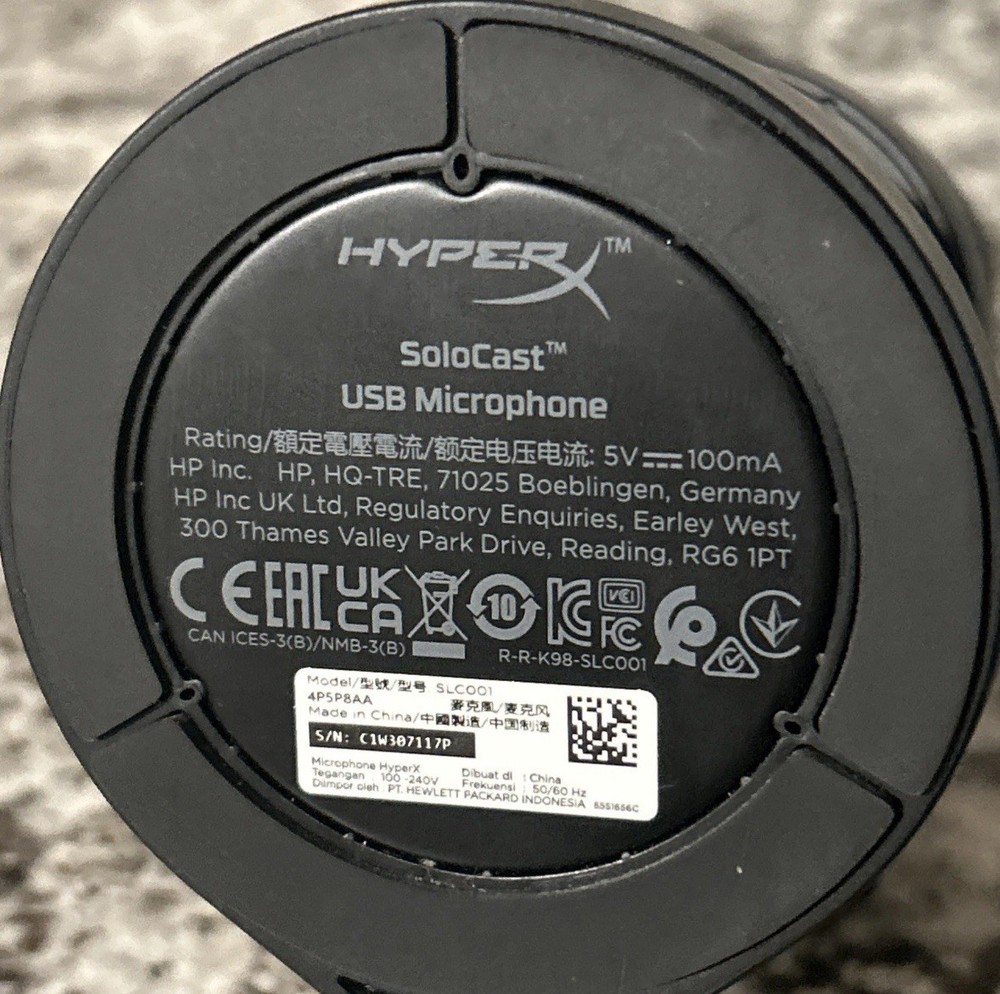 HYPERX™
SoloCast™
USB Microphone
Rating/額定電壓電流/额定电压电流: 5V⎓100mA
HP Inc. HP, HQ-TRE, 71025 Boeblingen, Germany
HP Inc UK Ltd, Regulatory Enquiries, Earley West,
300 Thames Valley Park Drive, Reading, RG6 1PT
CE EAC UK CA 10 KC VCI FC
CAN ICES-3(B)/NMB-3(B)
R-R-K98-SLC001
Model/型號/型号 SLC001
4P5P8AA 麥克風/麦克风
Made in China/中國製造/中国制造
S/N: C1W307117P
Microphone HyperX
Tegangan : 100 -240V Dibuat di : China
Frekuensi : 50/60 Hz
Diimpor oleh : PT. HEWLETT PACKARD INDONESIA 5551656C